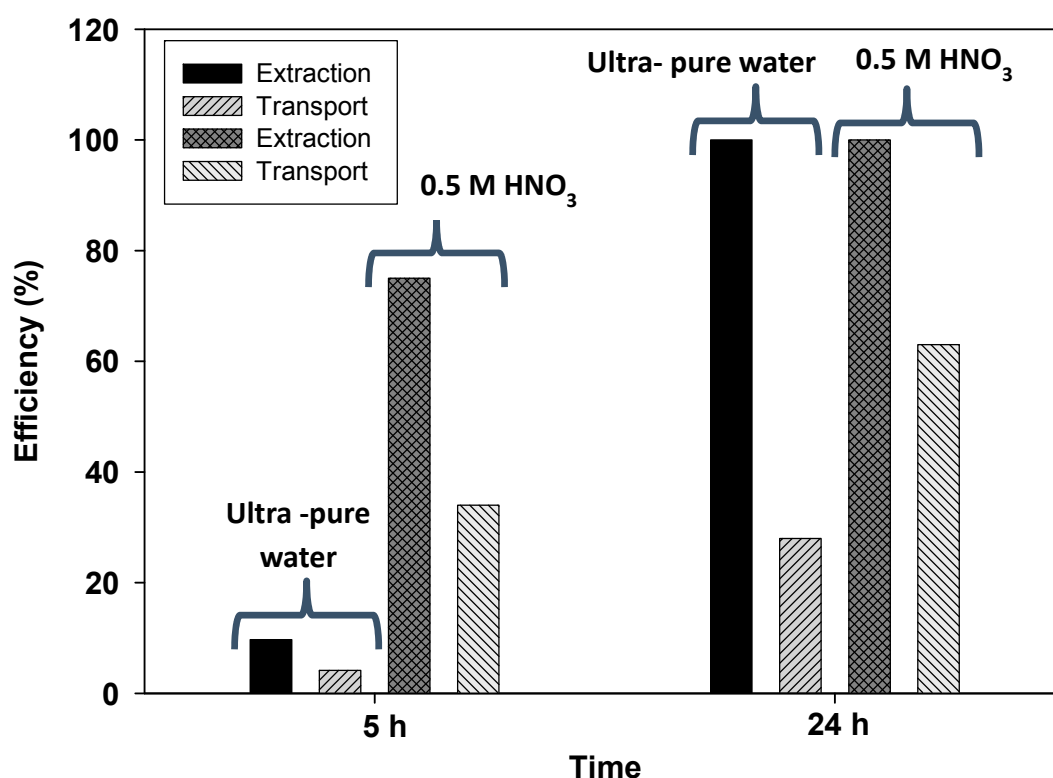 120
100
80
60
40
20
0
Efficiency (%)
Extraction
Transport
Extraction
Transport
Ultra -pure
water
0.5 M HNO₃
Ultra- pure water
0.5 M HNO₃
5 h
24 h
Time